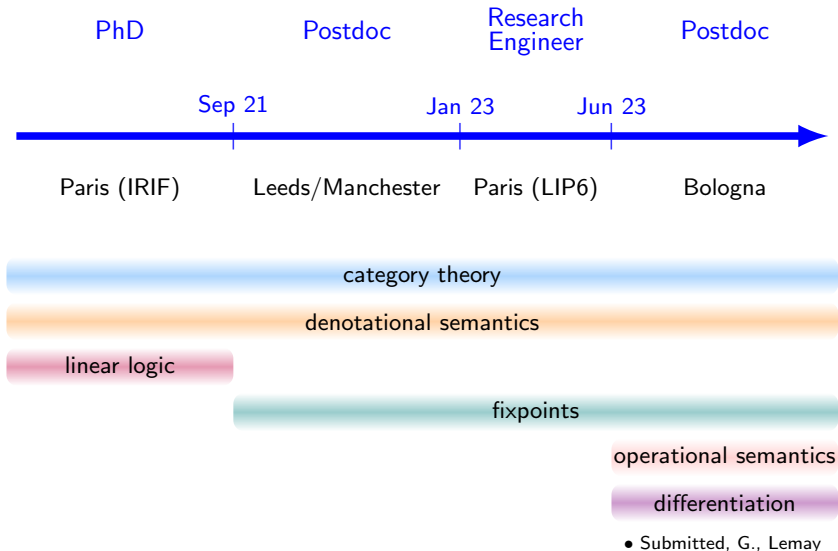 PhD
Postdoc
Research
Engineer
Postdoc
Sep 21
Jan 23
Jun 23
Paris (IRIF)
Leeds/Manchester
Paris (LIP6)
Bologna
category theory
denotational semantics
linear logic
fixpoints
operational semantics
differentiation
• Submitted, G., Lemay